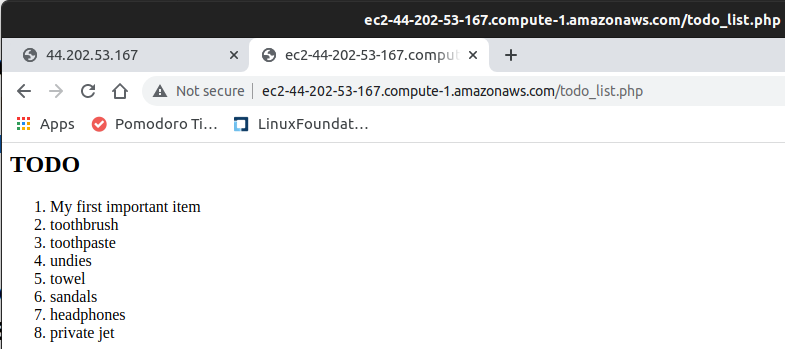 ec2-44-202-53-167.compute-1.amazonaws.com/todo_list.php
44.202.53.167 ec2-44-202-53-167.comput
Not secure ec2-44-202-53-167.compute-1.amazonaws.com/todo_list.php
Apps Pomodoro Ti… LinuxFoundat…
TODO
1. My first important item
2. toothbrush
3. toothpaste
4. undies
5. towel
6. sandals
7. headphones
8. private jet